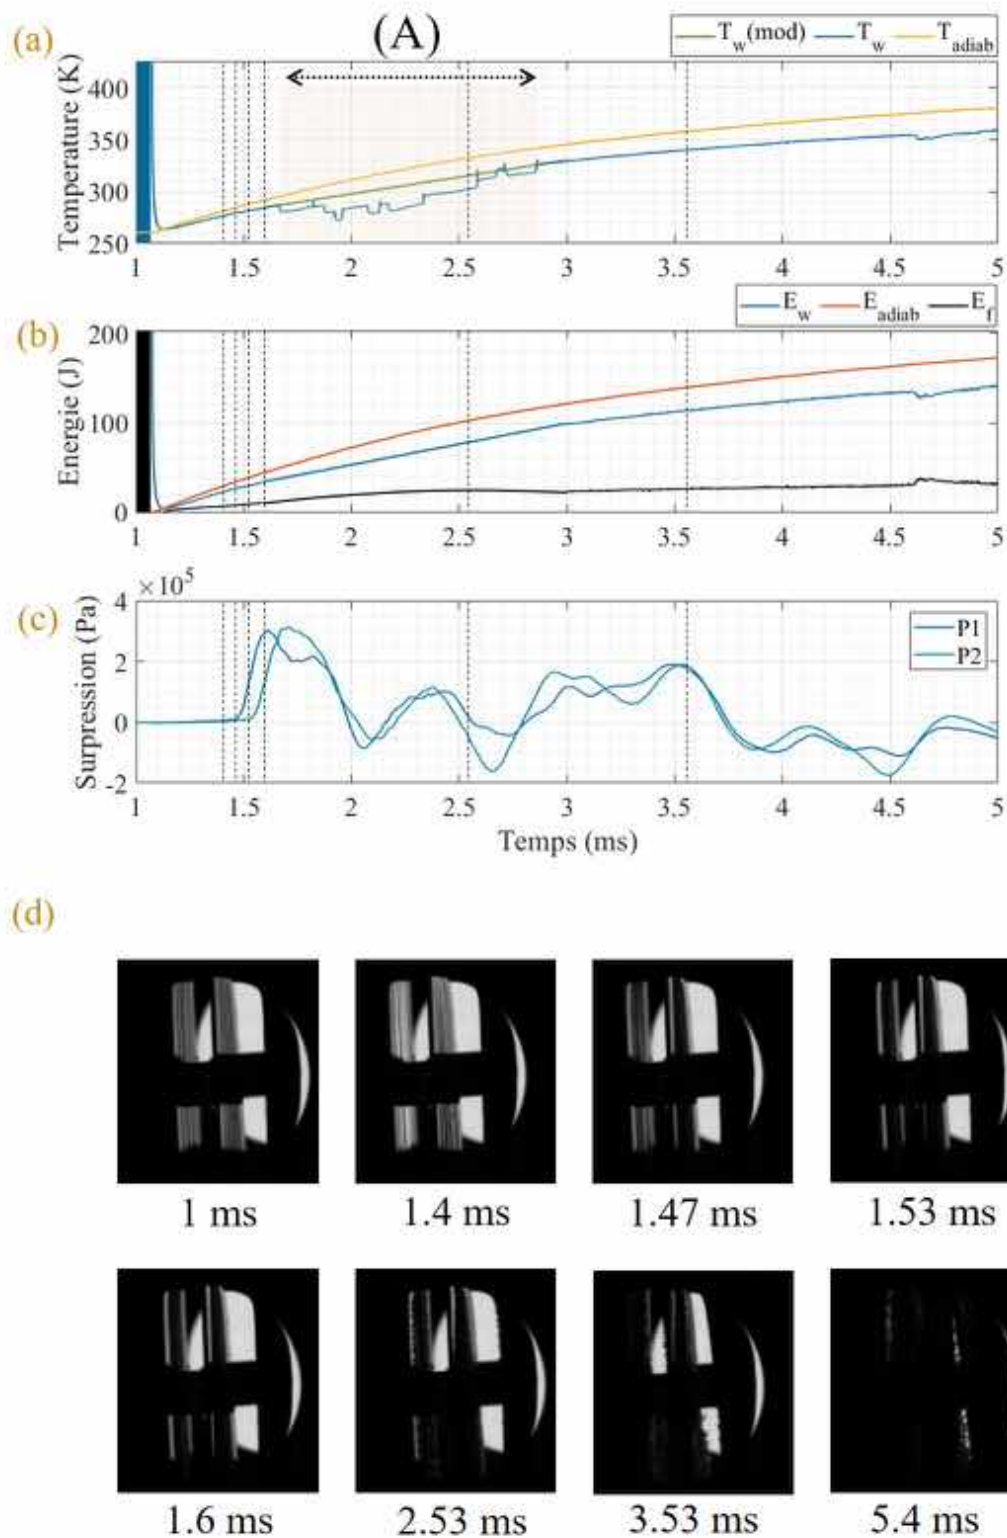 (a)
(A)
T_w(mod) T_w T_adiab
Temperature (K)
400
350
300
250
1 1.5 2 2.5 3 3.5 4 4.5 5
(b)
E_w E_adiab E_f
Energie (J)
200
100
0
1 1.5 2 2.5 3 3.5 4 4.5 5
(c)
×10^5
Surpression (Pa)
4
2
0
-2
P1
P2
1 1.5 2 2.5 3 3.5 4 4.5 5
Temps (ms)
(d)
1 ms 1.4 ms 1.47 ms 1.53 ms
1.6 ms 2.53 ms 3.53 ms 5.4 ms